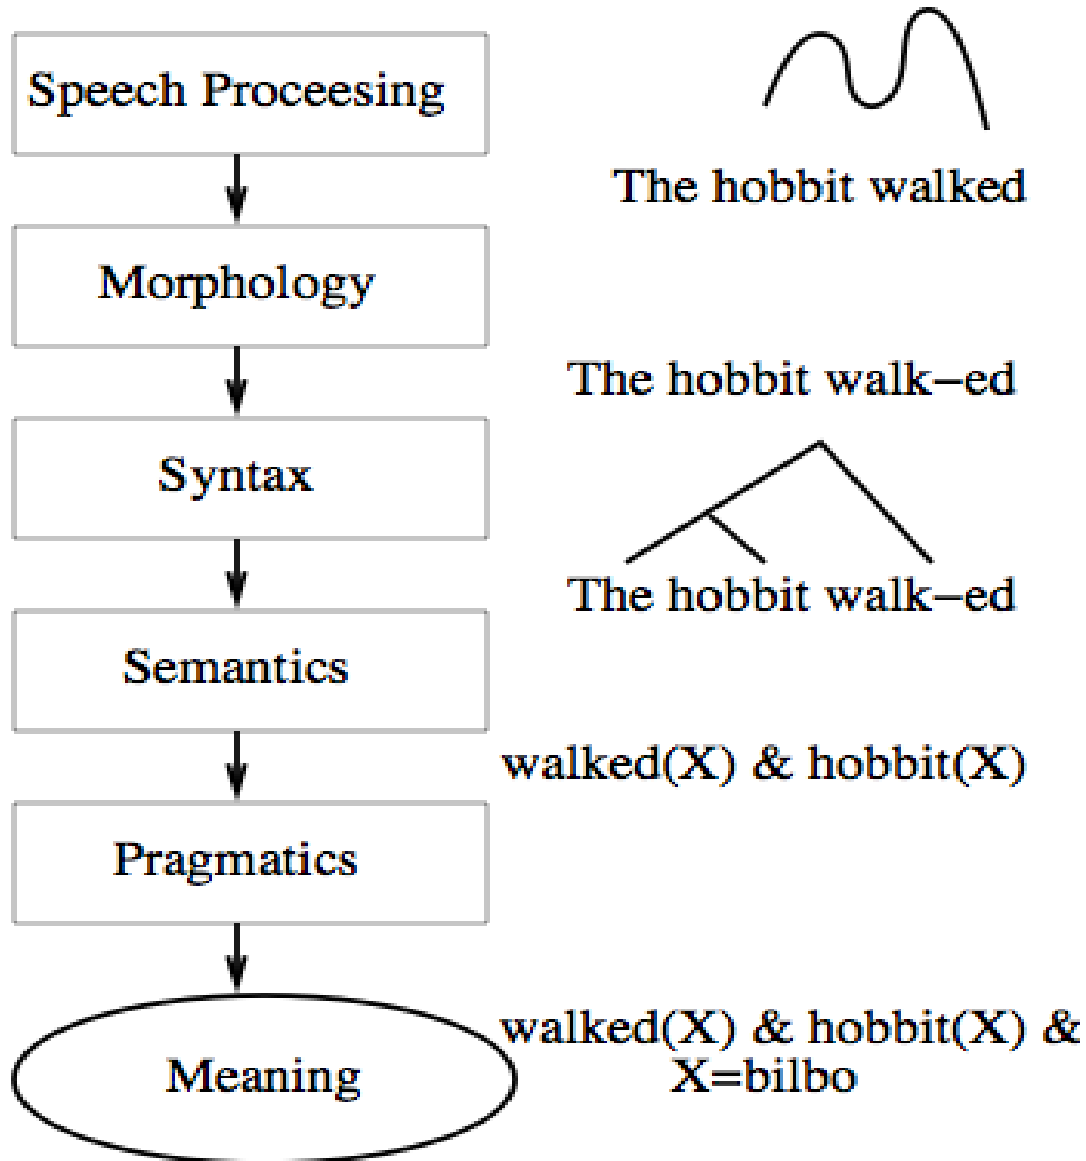 Speech Proceesing
The hobbit walked
Morphology
The hobbit walk–ed
Syntax
The hobbit walk–ed
Semantics
walked(X) & hobbit(X)
Pragmatics
walked(X) & hobbit(X) &
X=bilbo
Meaning